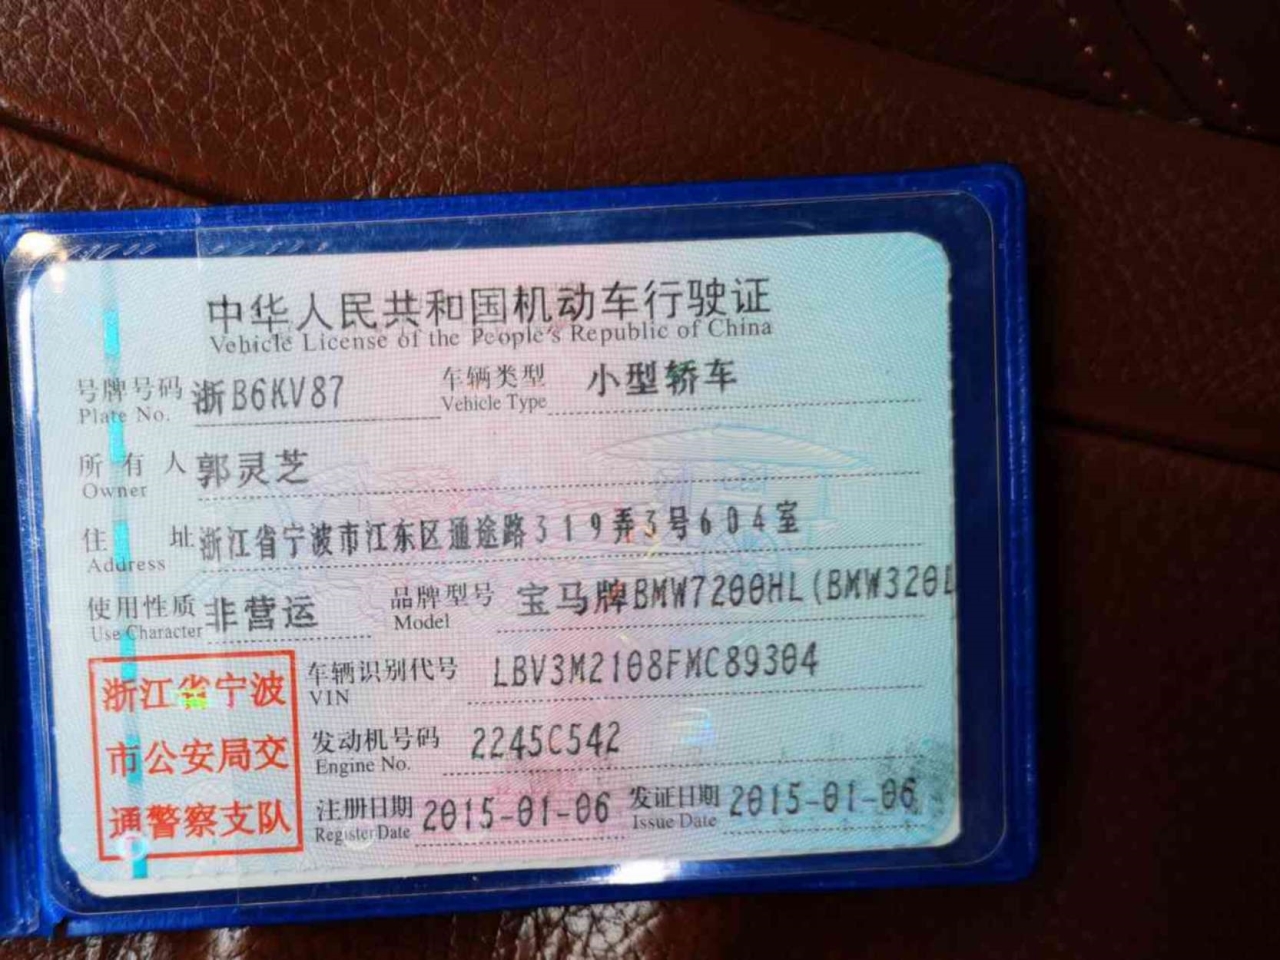 中华人民共和国机动车行驶证
Vehicle License of the People's Republic of China
号牌号码 浙B6KV87 车辆类型 小型轿车
Plate No. Vehicle Type
所有人 郭灵芝
Owner
住址 浙江省宁波市江东区通途路319弄3号604室
Address
使用性质 非营运 品牌型号 宝马牌BMW7200HL(BMW320L
Use Character Model
车辆识别代号 LBV3M2108FMC89304
VIN
发动机号码 2245C542
Engine No.
注册日期 2015-01-06 发证日期 2015-01-06
Register Date Issue Date
浙江省宁波
市公安局交
通警察支队